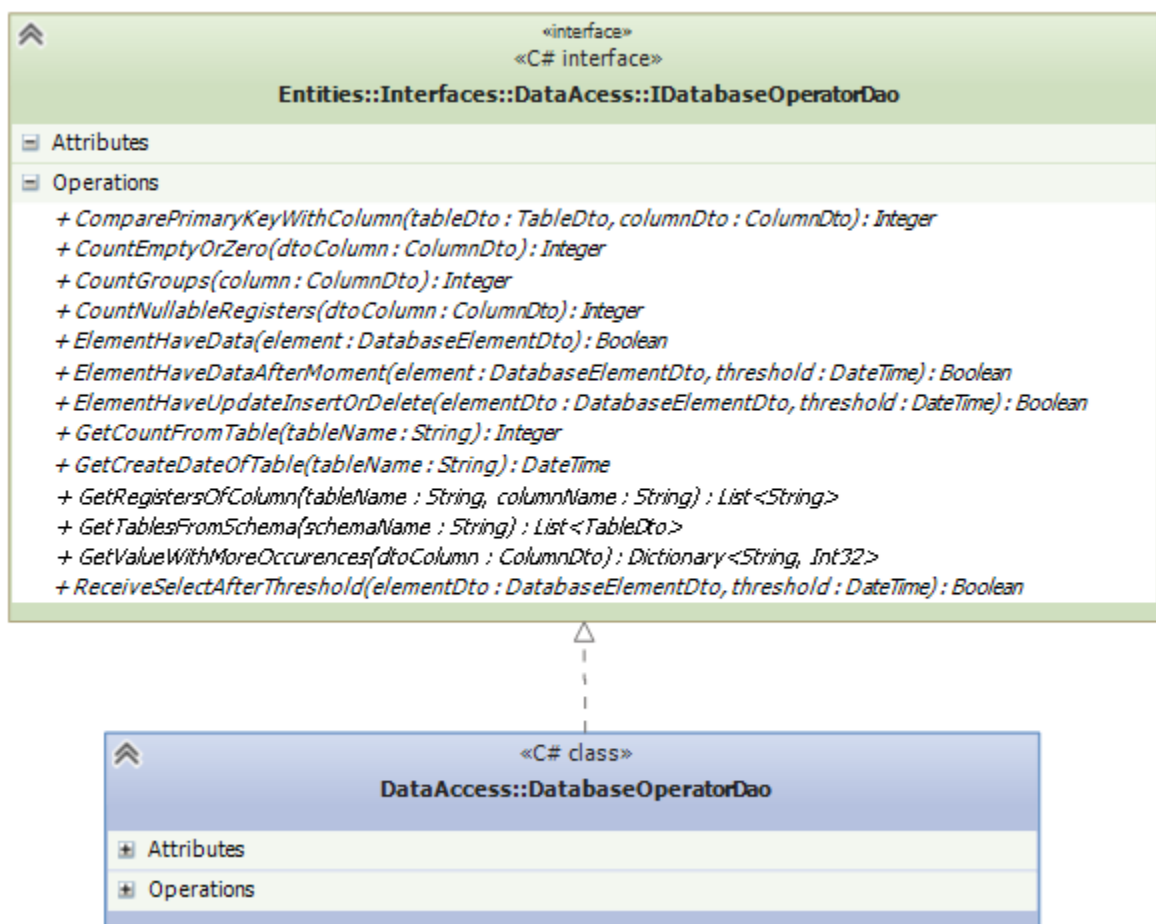 «interface»
«C# interface»
Entities::Interfaces::DataAcess::IDatabaseOperatorDao
Attributes
Operations
+ ComparePrimaryKeyWithColumn(tableDto : TableDto, columnDto : ColumnDto) : Integer
+ CountEmptyOrZero(dtoColumn : ColumnDto) : Integer
+ CountGroups(column : ColumnDto) : Integer
+ CountNullableRegisters(dtoColumn : ColumnDto) : Integer
+ ElementHaveData(element : DatabaseElementDto) : Boolean
+ ElementHaveDataAfterMoment(element : DatabaseElementDto, threshold : DateTime) : Boolean
+ ElementHaveUpdateInsertOrDelete(elementDto : DatabaseElementDto, threshold : DateTime) : Boolean
+ GetCountFromTable(tableName : String) : Integer
+ GetCreateDateOfTable(tableName : String) : DateTime
+ GetRegistersOfColumn(tableName : String, columnName : String) : List<String>
+ GetTablesFromSchema(schemaName : String) : List<TableDto>
+ GetValueWithMoreOccurences(dtoColumn : ColumnDto) : Dictionary<String, Int32>
+ ReceiveSelectAfterThreshold(elementDto : DatabaseElementDto, threshold : DateTime) : Boolean
«C# class»
DataAccess::DatabaseOperatorDao
Attributes
Operations